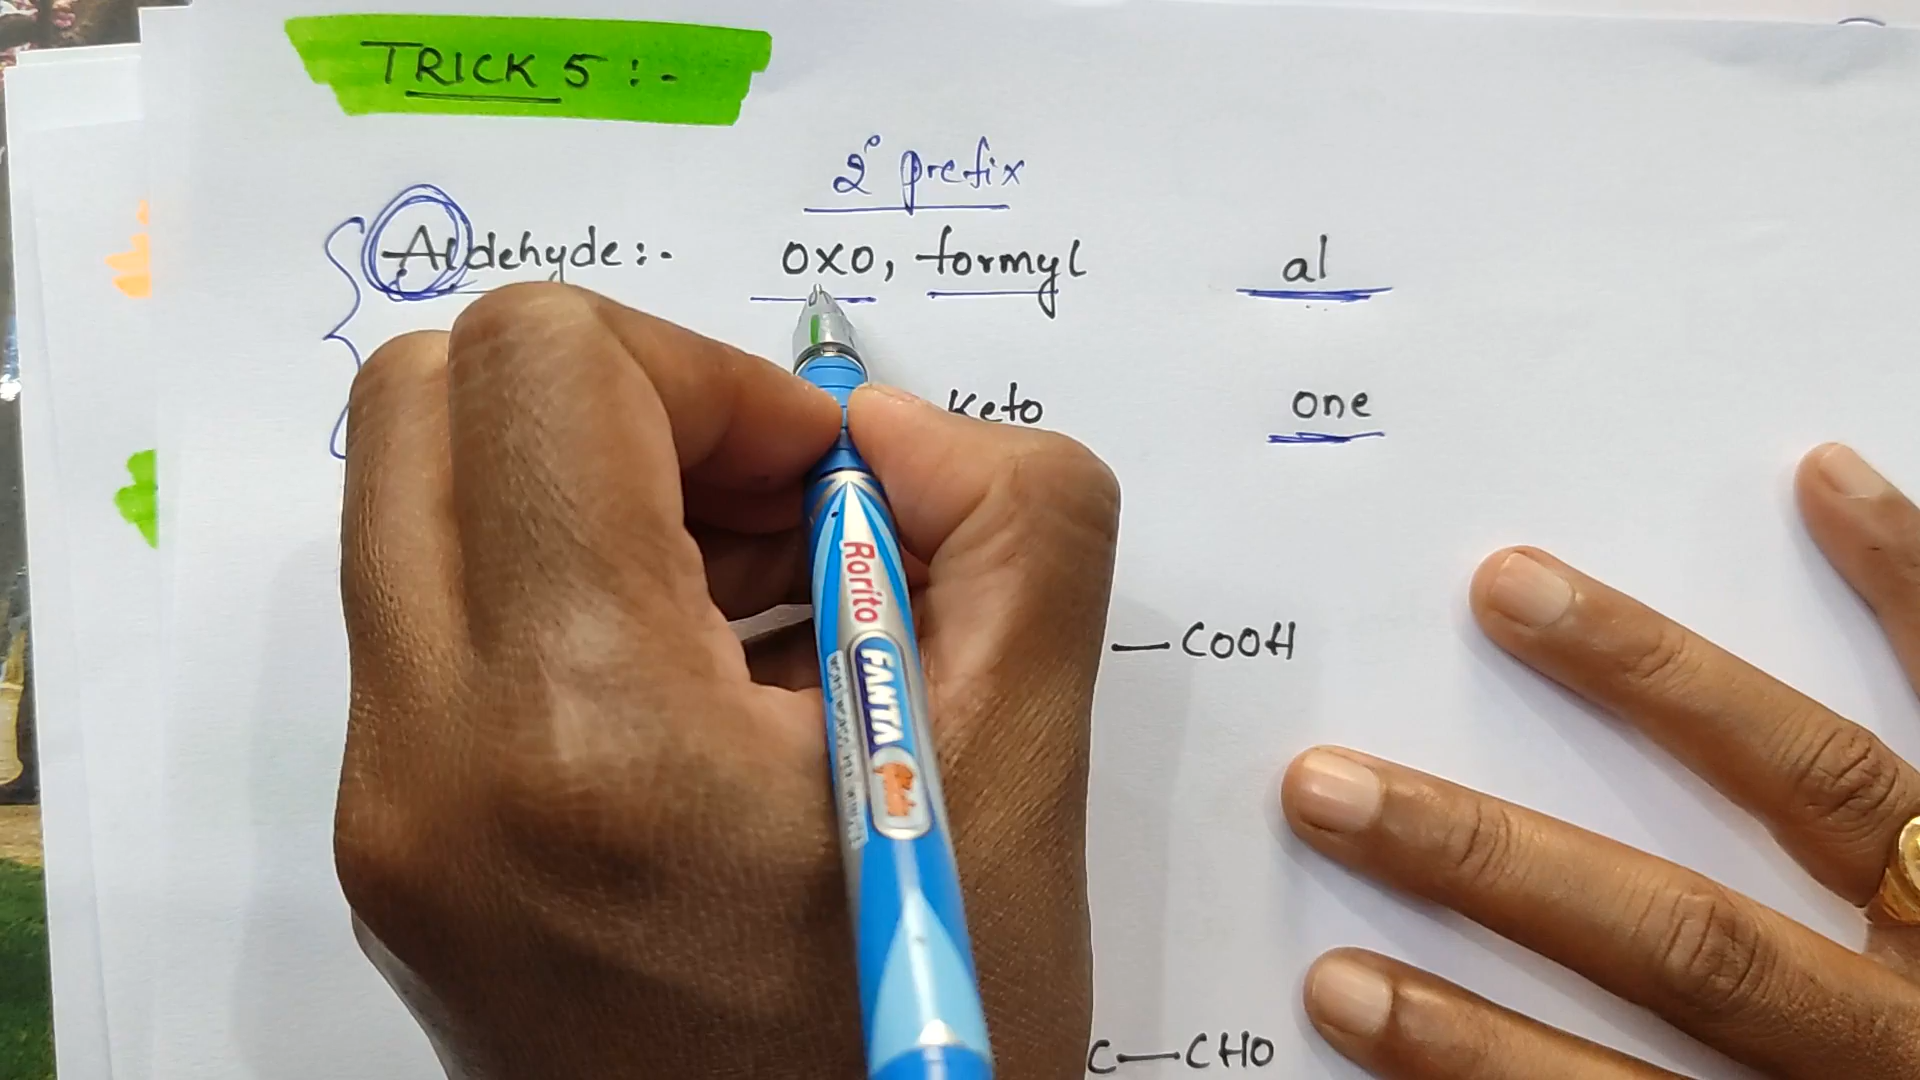 TRICK 5 :-
2° prefix
Aldehyde :- oxo, formyl al
Keto one
—COOH
C—CHO
Rorito
FANTA